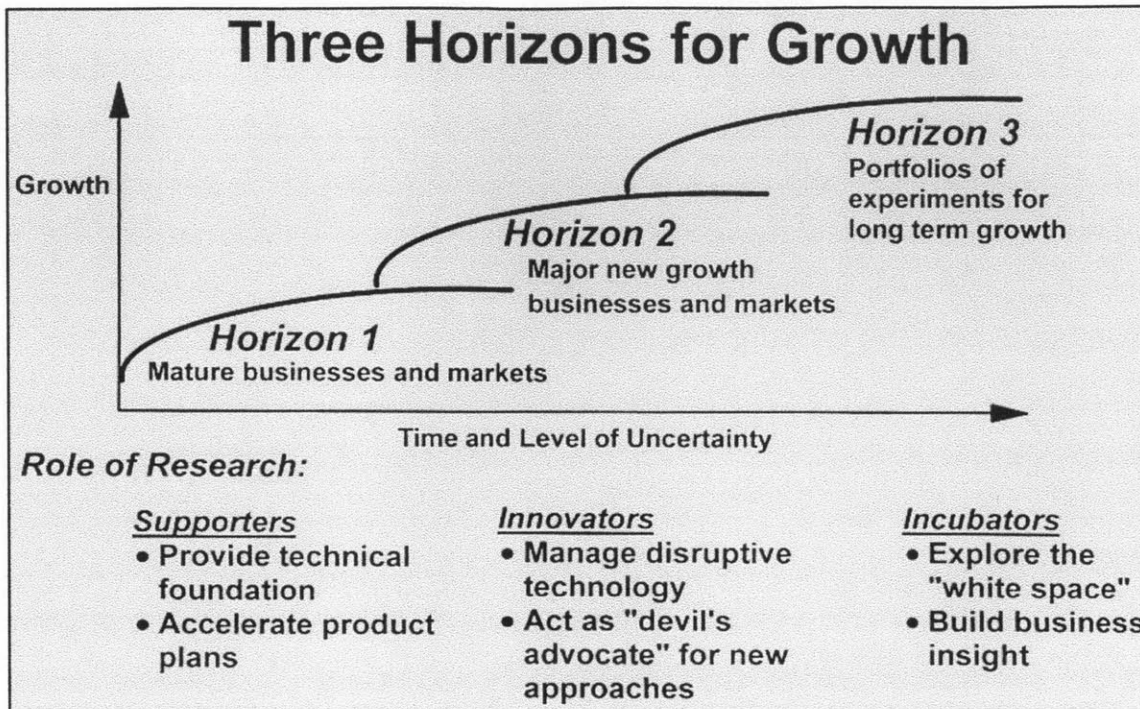 Three Horizons for Growth
Growth
Horizon 3
Portfolios of
experiments for
long term growth
Horizon 2
Major new growth
businesses and markets
Horizon 1
Mature businesses and markets
Time and Level of Uncertainty
Role of Research:
Supporters
• Provide technical
foundation
• Accelerate product
plans
Innovators
• Manage disruptive
technology
• Act as "devil's
advocate" for new
approaches
Incubators
• Explore the
"white space"
• Build business
insight